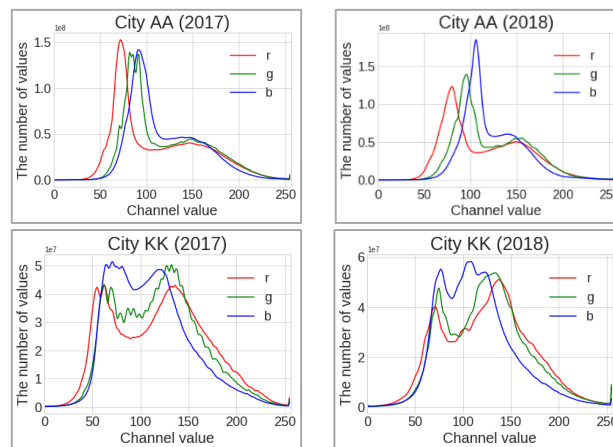 City AA (2017)
1e8
1.5
1.0
0.5
0.0
0 50 100 150 200 250
The number of values
Channel value
r
g
b
City AA (2018)
1e8
1.5
1.0
0.5
0.0
0 50 100 150 200 250
The number of values
Channel value
r
g
b
City KK (2017)
1e7
5
4
3
2
1
0
0 50 100 150 200 250
The number of values
Channel value
r
g
b
City KK (2018)
1e7
6
4
2
0
0 50 100 150 200 250
The number of values
Channel value
r
g
b